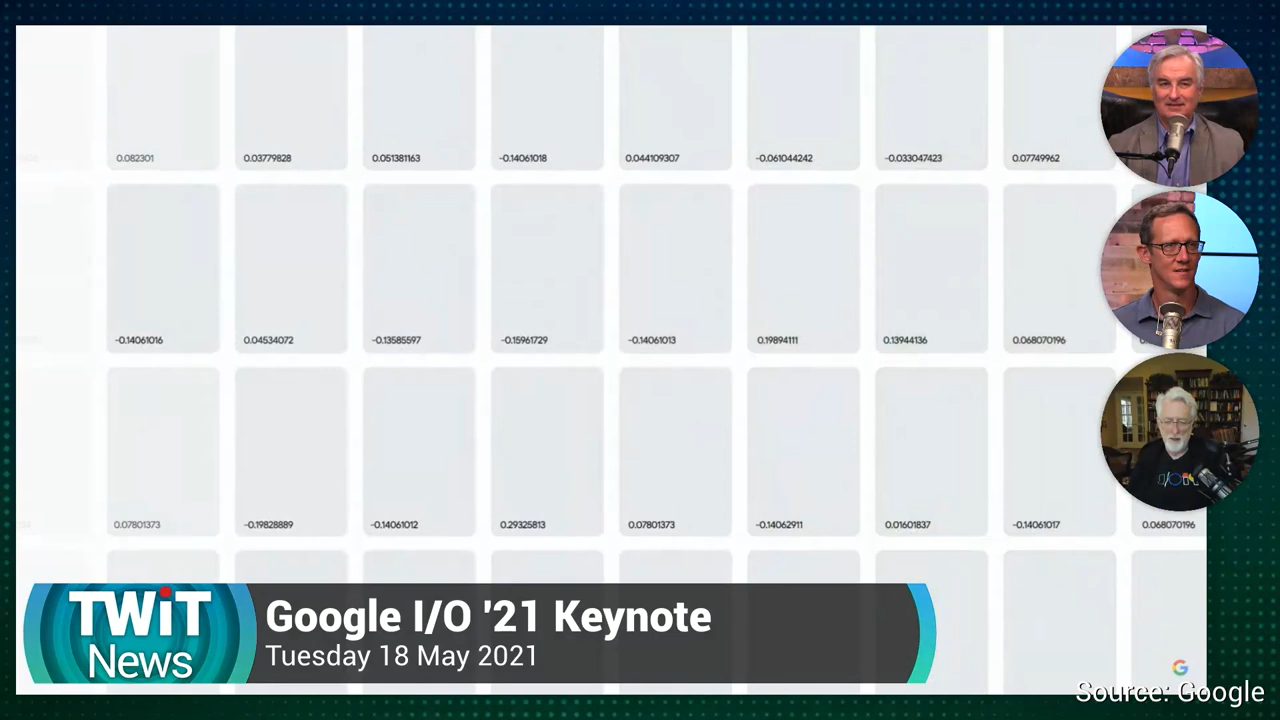 0.082301 0.03779828 0.051381163 -0.14061018 0.044109307 -0.061044242 -0.033047423 0.07749962
-0.14061016 0.04534072 -0.13585597 -0.15961729 -0.14061013 0.19894111 0.13944136 0.068070196
0.07801373 -0.19828889 -0.14061012 0.29325813 0.07801373 -0.14062911 0.01601837 -0.14061017 0.068070196
TWiT
News
Google I/O '21 Keynote
Tuesday 18 May 2021
G
Source: Google